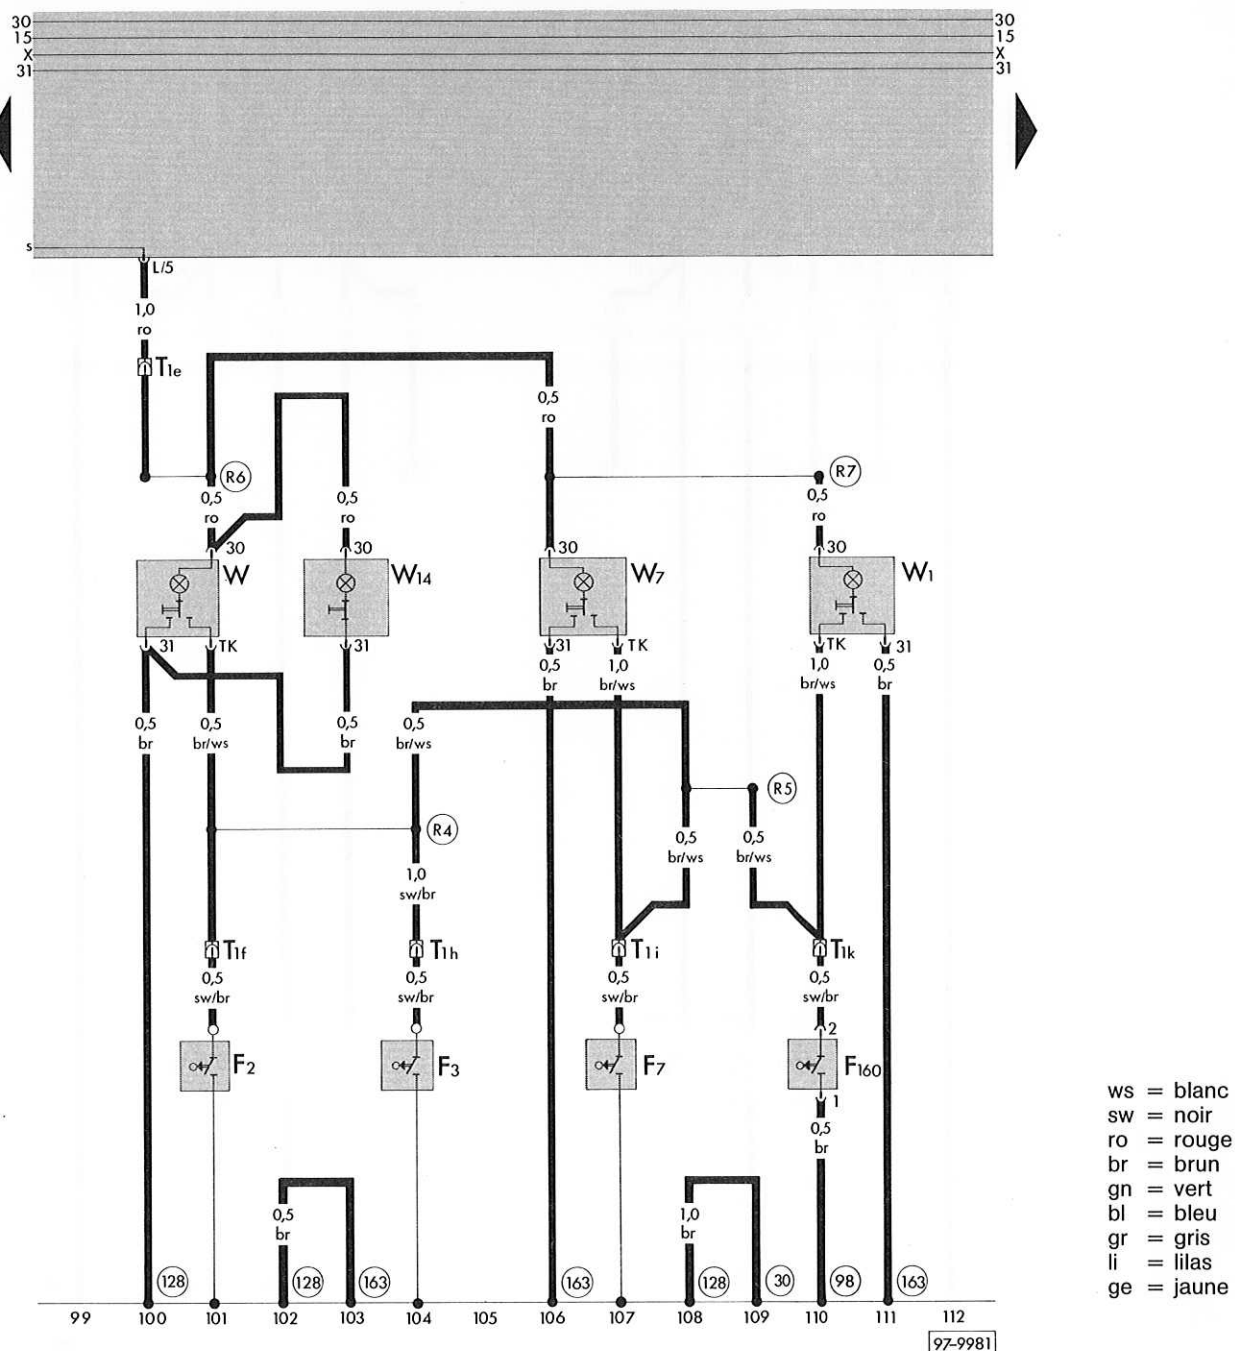 30 30
15 15
X X
31 31
s
L/5
1,0
ro
T1e
0,5
ro
R6
R7
0,5
ro
0,5
ro
0,5
ro
30
30
30
30
W
W14
W7
W1
31
TK
31
31
TK
TK
31
0,5
br
1,0
br/ws
1,0
br/ws
0,5
br
0,5
br
0,5
br/ws
0,5
br
0,5
br/ws
R5
R4
0,5
br/ws
0,5
br/ws
1,0
sw/br
T1f
T1h
T1i
T1k
0,5
sw/br
0,5
sw/br
0,5
sw/br
0,5
sw/br
2
F2
F3
F7
F160
1
0,5
br
ws = blanc
sw = noir
ro = rouge
br = brun
gn = vert
bl = bleu
gr = gris
li = lilas
ge = jaune
0,5
br
1,0
br
128
128
163
163
128
30
98
163
99 100 101 102 103 104 105 106 107 108 109 110 111 112
97-9981